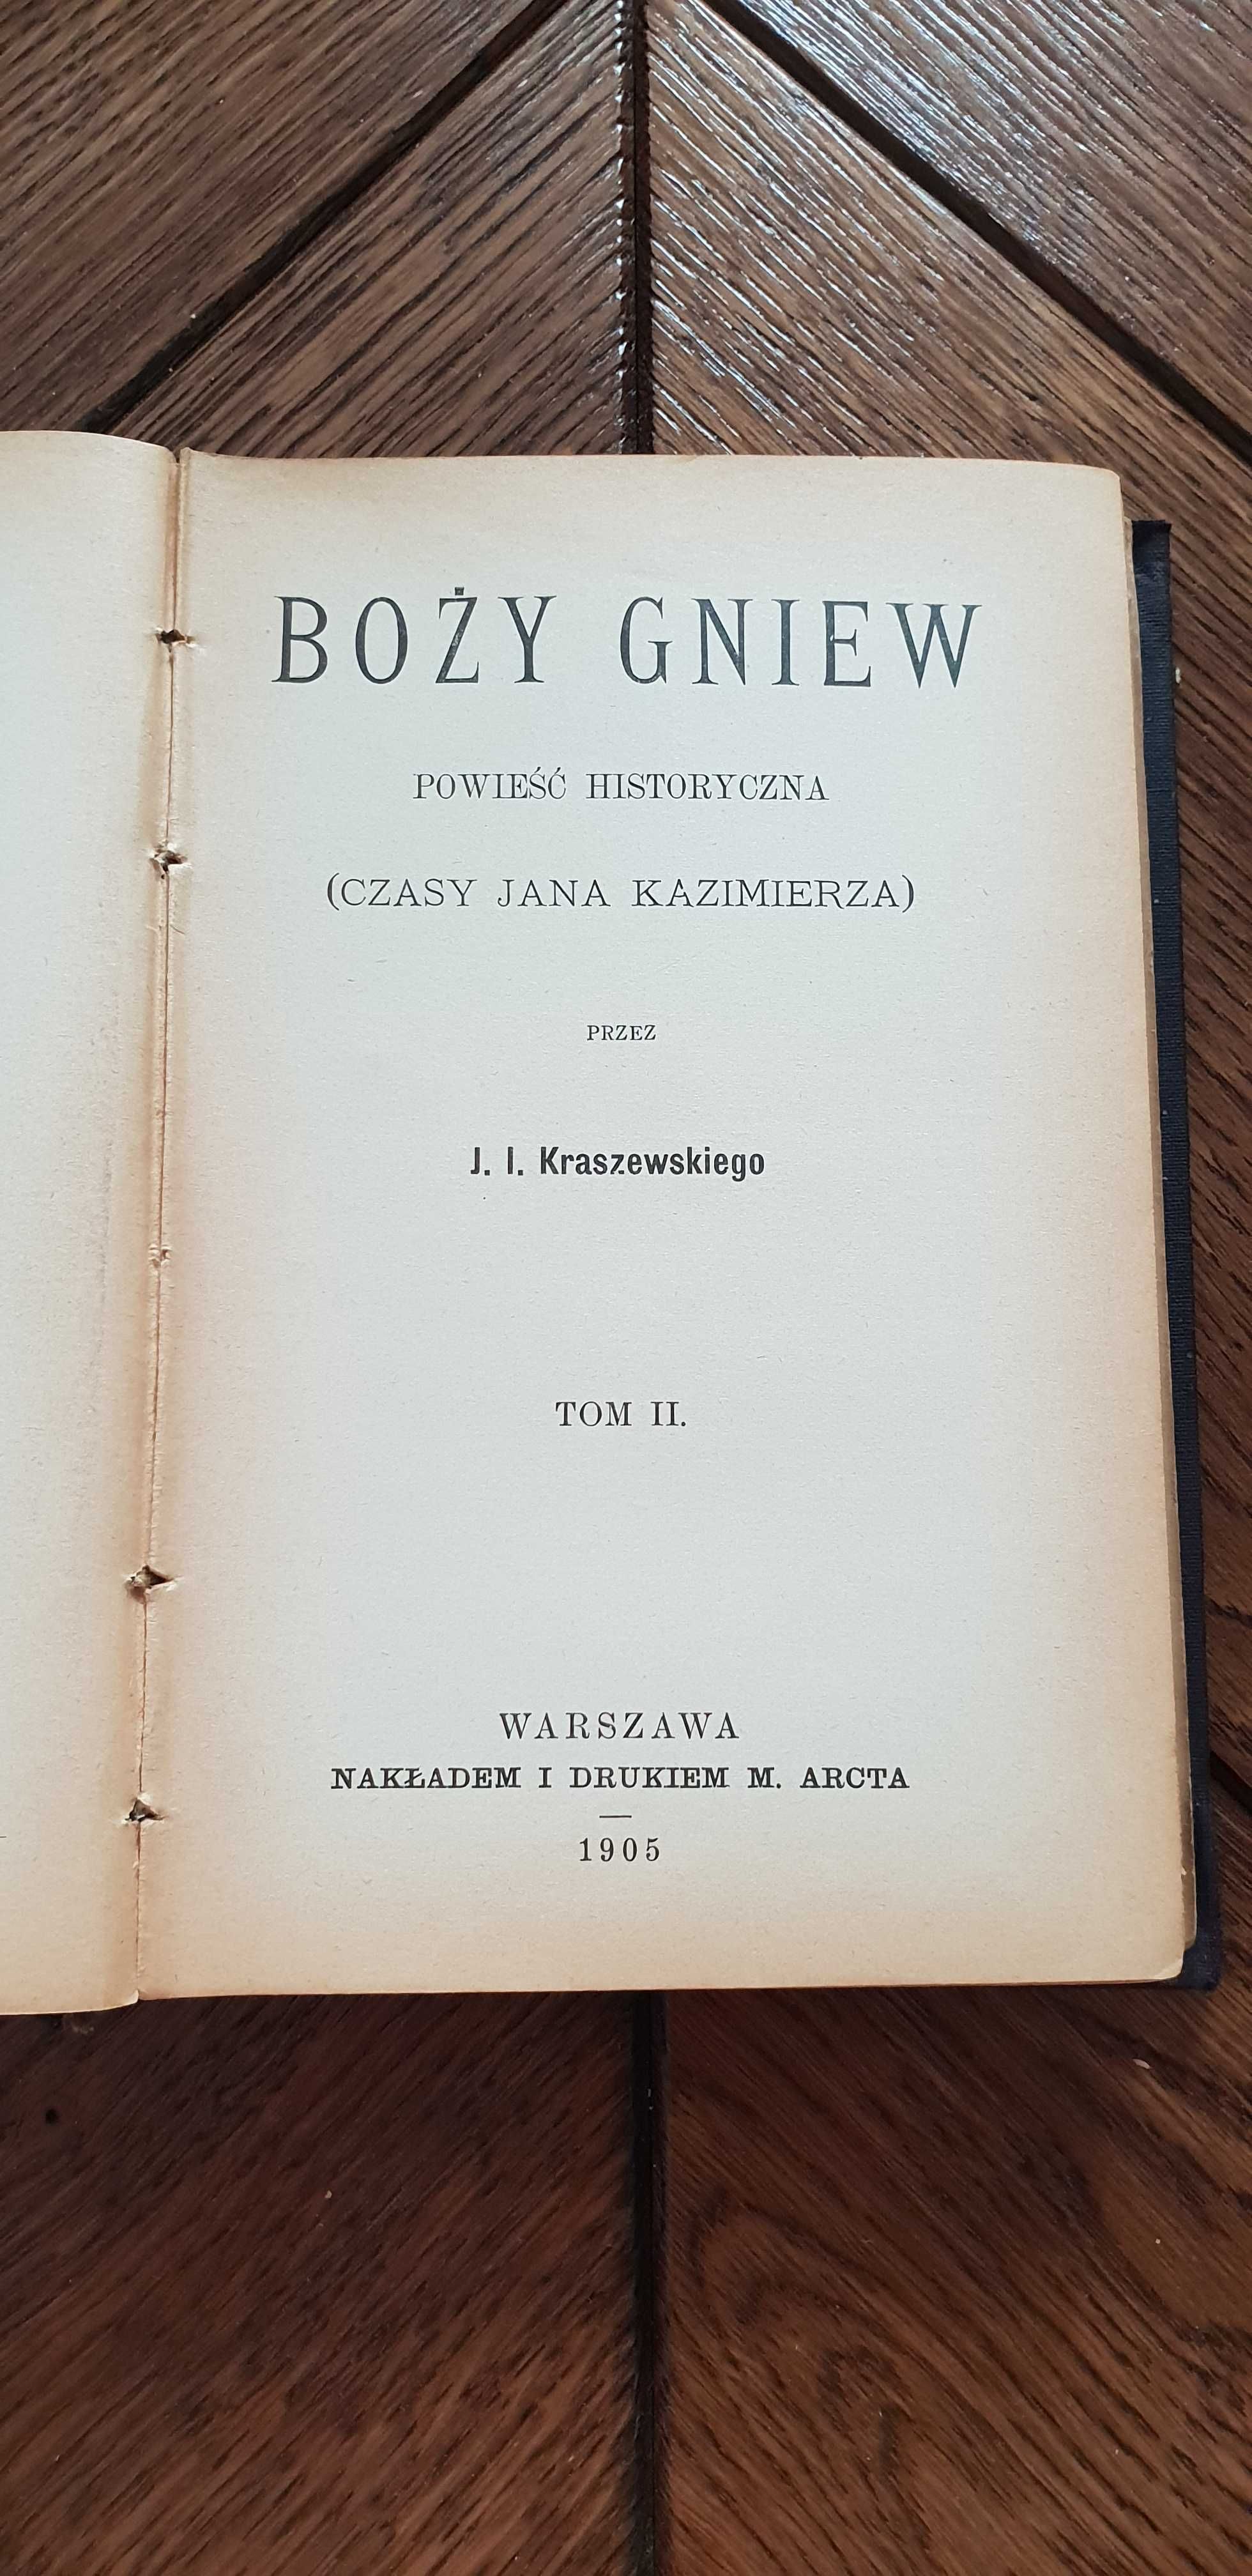 BOŻY GNIEW
POWIEŚĆ HISTORYCZNA
(CZASY JANA KAZIMIERZA)
PRZEZ
J. I. Kraszewskiego
TOM II.
WARSZAWA
NAKŁADEM I DRUKIEM M. ARCTA
1905